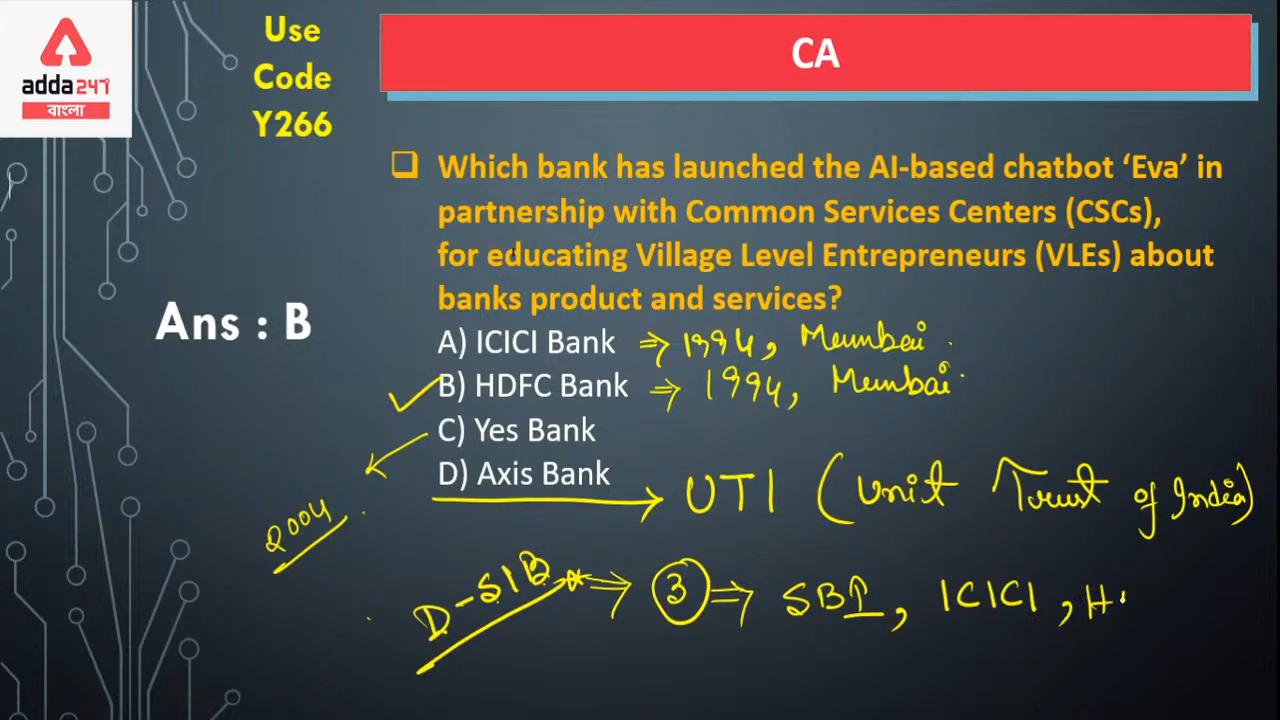 adda247
বাংলা
Use
Code
Y266
CA
Which bank has launched the AI-based chatbot ‘Eva’ in
partnership with Common Services Centers (CSCs),
for educating Village Level Entrepreneurs (VLEs) about
banks product and services?
Ans : B
A) ICICI Bank ⇒ 1994, Mumbai.
B) HDFC Bank ⇒ 1994, Mumbai.
C) Yes Bank
2004
D) Axis Bank → UTI (Unit Trust of India)
D-SIB* ⇒ 3 ⇒ SBI, ICICI, H